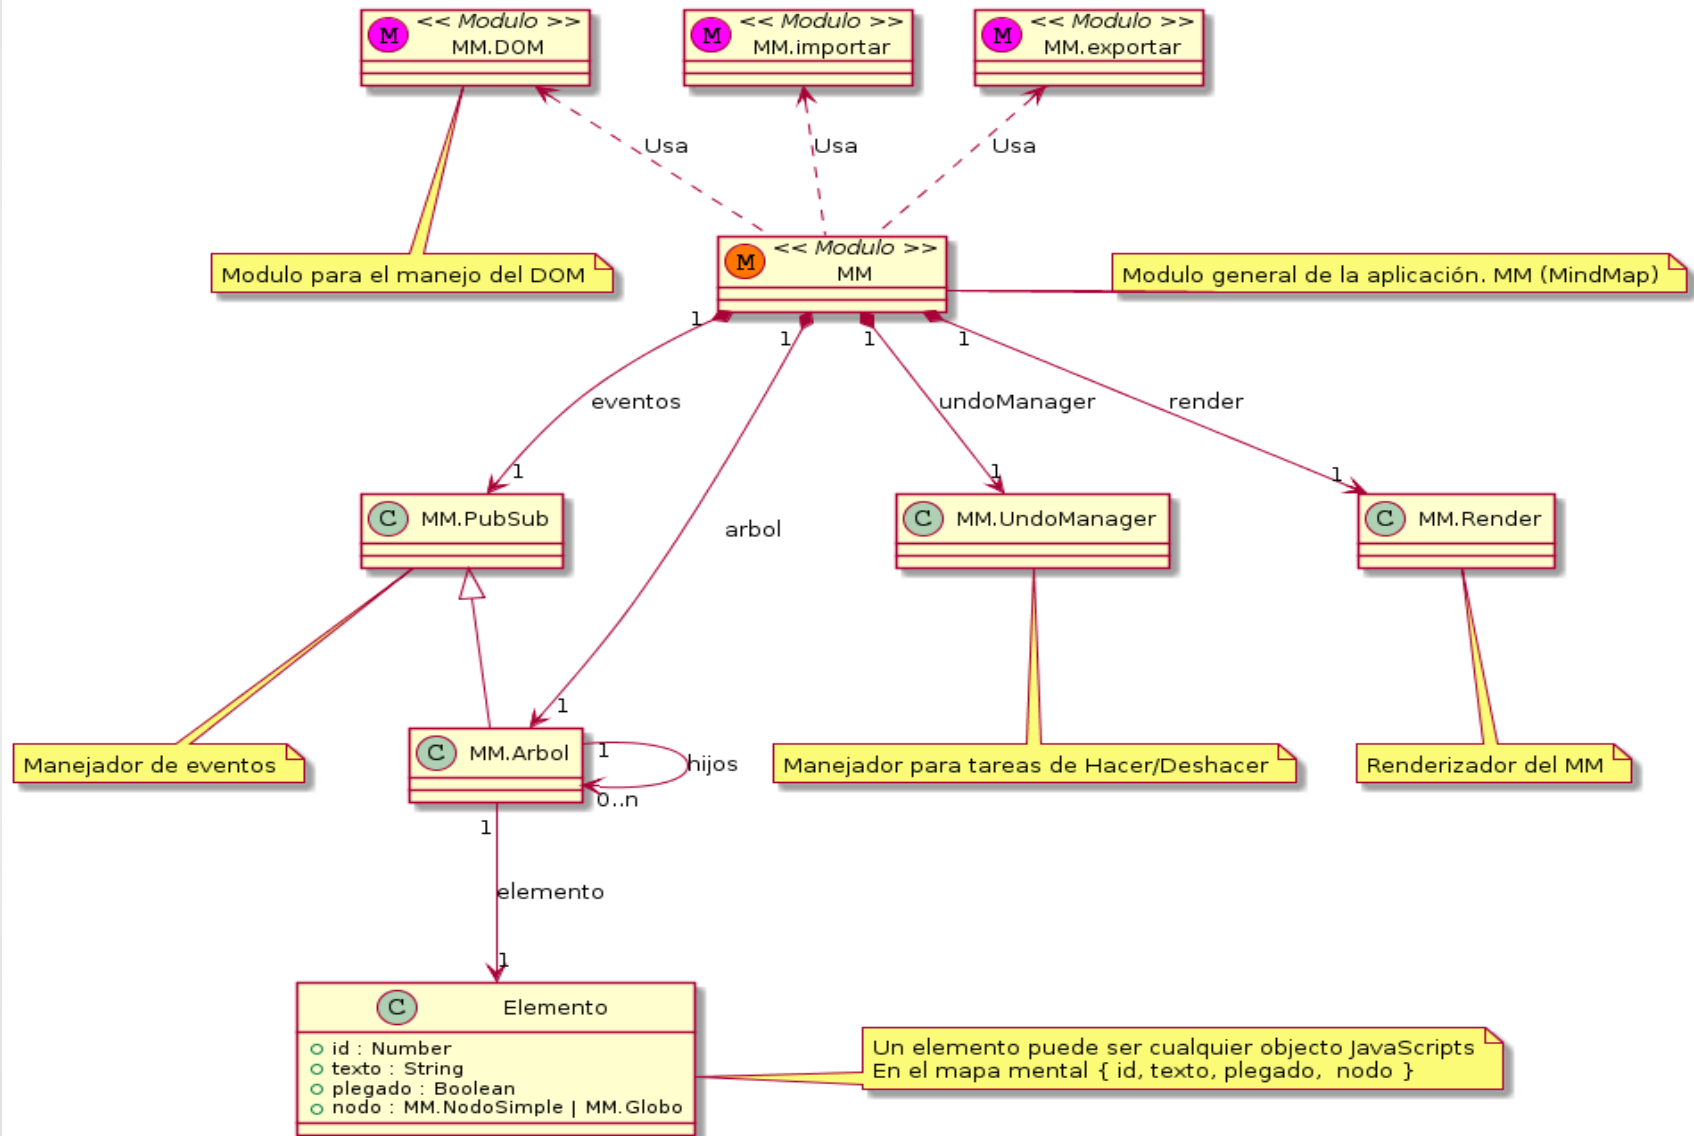 M << Modulo >>
MM.DOM
M << Modulo >>
MM.importar
M << Modulo >>
MM.exportar
Usa
Usa
Usa
Modulo para el manejo del DOM
M << Modulo >>
MM
Modulo general de la aplicación. MM (MindMap)
1
1
1
1
eventos
undoManager
render
1
1
1
C MM.PubSub
C MM.UndoManager
C MM.Render
arbol
1
Manejador de eventos
C MM.Arbol
1
hijos
0..n
Manejador para tareas de Hacer/Deshacer
Renderizador del MM
1
elemento
1
C Elemento
id : Number
texto : String
plegado : Boolean
nodo : MM.NodoSimple | MM.Globo
Un elemento puede ser cualquier objecto JavaScripts
En el mapa mental { id, texto, plegado, nodo }